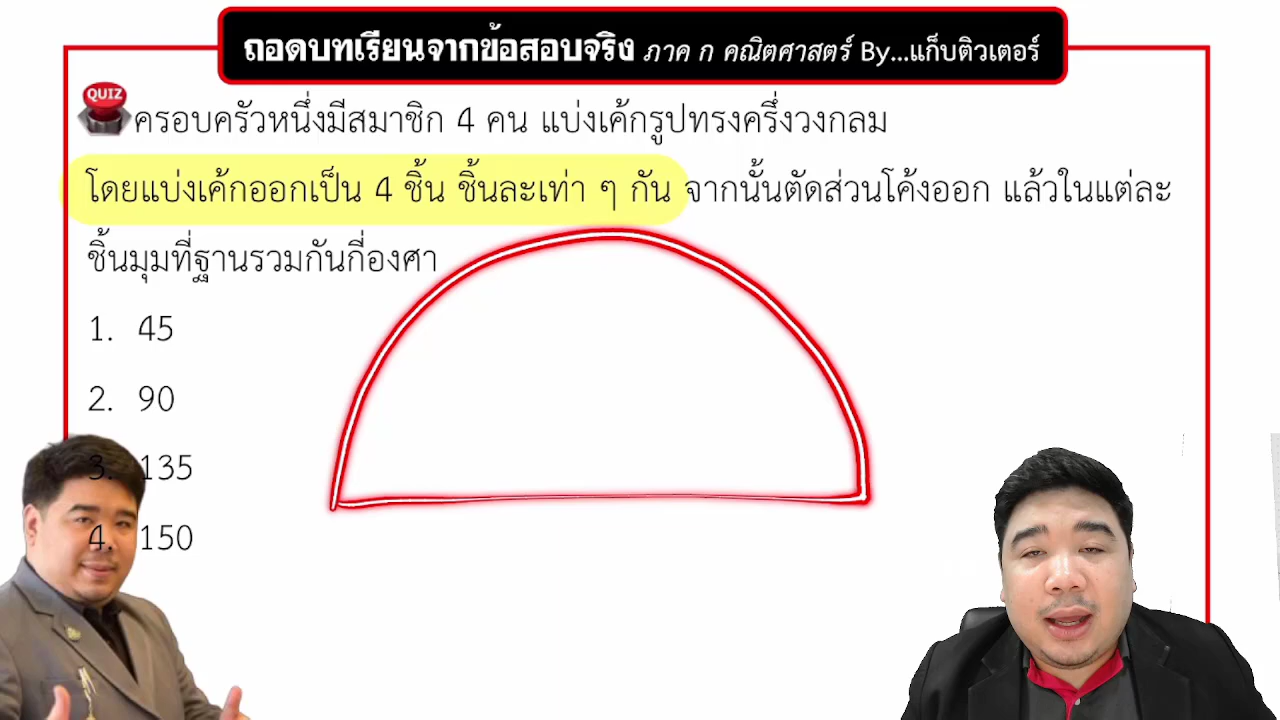 ถอดบทเรียนจากข้อสอบจริง ภาค ก คณิตศาสตร์ By...แก็บติวเตอร์
QUIZ
ครอบครัวหนึ่งมีสมาชิก 4 คน แบ่งเค้กรูปทรงครึ่งวงกลม
โดยแบ่งเค้กออกเป็น 4 ชิ้น ชิ้นละเท่า ๆ กัน จากนั้นตัดส่วนโค้งออก แล้วในแต่ละ
ชิ้นมุมที่ฐานรวมกันกี่องศา
1. 45
2. 90
3. 135
4. 150